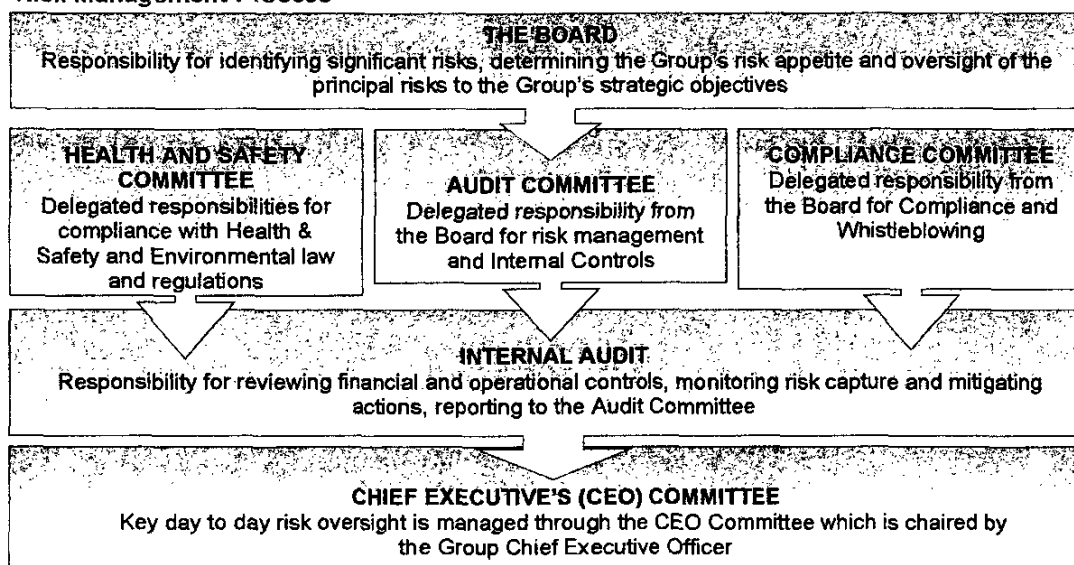 THE BOARD
Responsibility for identifying significant risks, determining the Group's risk appetite and oversight of the
principal risks to the Group's strategic objectives
HEALTH AND SAFETY
COMMITTEE
Delegated responsibilities for
compliance with Health &
Safety and Environmental law
and regulations
AUDIT COMMITTEE
Delegated responsibility from
the Board for risk management
and Internal Controls
COMPLIANCE COMMITTEE
Delegated responsibility from
the Board for Compliance and
Whistleblowing
INTERNAL AUDIT
Responsibility for reviewing financial and operational controls, monitoring risk capture and mitigating
actions, reporting to the Audit Committee
CHIEF EXECUTIVE'S (CEO) COMMITTEE
Key day to day risk oversight is managed through the CEO Committee which is chaired by
the Group Chief Executive Officer